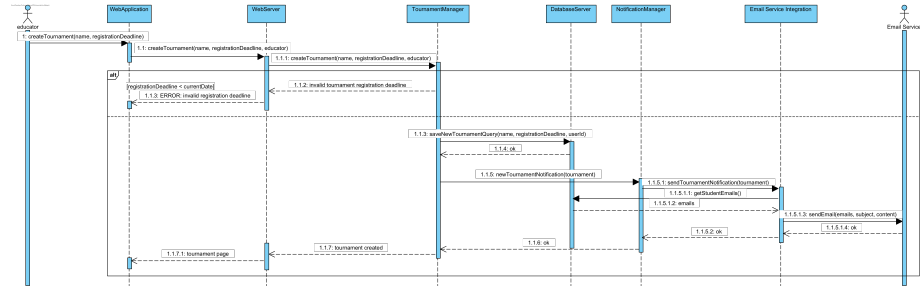 WebApplication
WebServer
TournamentManager
DatabaseServer
NotificationManager
Email Service Integration
educator
Email Service
1: createTournament(name, registrationDeadline)
1.1: createTournament(name, registrationDeadline, educator)
1.1.1: createTournament(name, registrationDeadline, educator)
alt
[registrationDeadline < currentDate]
1.1.2: invalid tournament registration deadline
1.1.3: ERROR: invalid registration deadline
1.1.3: saveNewTournamentQuery(name, registrationDeadline, userId)
1.1.4: ok
1.1.5: newTournamentNotification(tournament)
1.1.5.1: sendTournamentNotification(tournament)
1.1.5.1.1: getStudentEmails()
1.1.5.1.2: emails
1.1.5.1.3: sendEmail(emails, subject, content)
1.1.5.1.4: ok
1.1.5.2: ok
1.1.6: ok
1.1.7: tournament created
1.1.7.1: tournament page